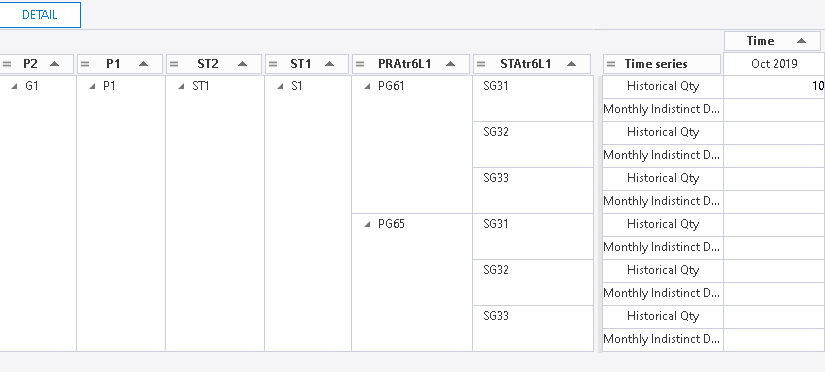 DETAIL
Time
P2 P1 ST2 ST1 PRAtr6L1 STAtr6L1 Time series Oct 2019
G1 P1 ST1 S1 PG61 SG31 Historical Qty 10
Monthly Indistinct D...
SG32 Historical Qty
Monthly Indistinct D...
SG33 Historical Qty
Monthly Indistinct D...
PG65 SG31 Historical Qty
Monthly Indistinct D...
SG32 Historical Qty
Monthly Indistinct D...
SG33 Historical Qty
Monthly Indistinct D...